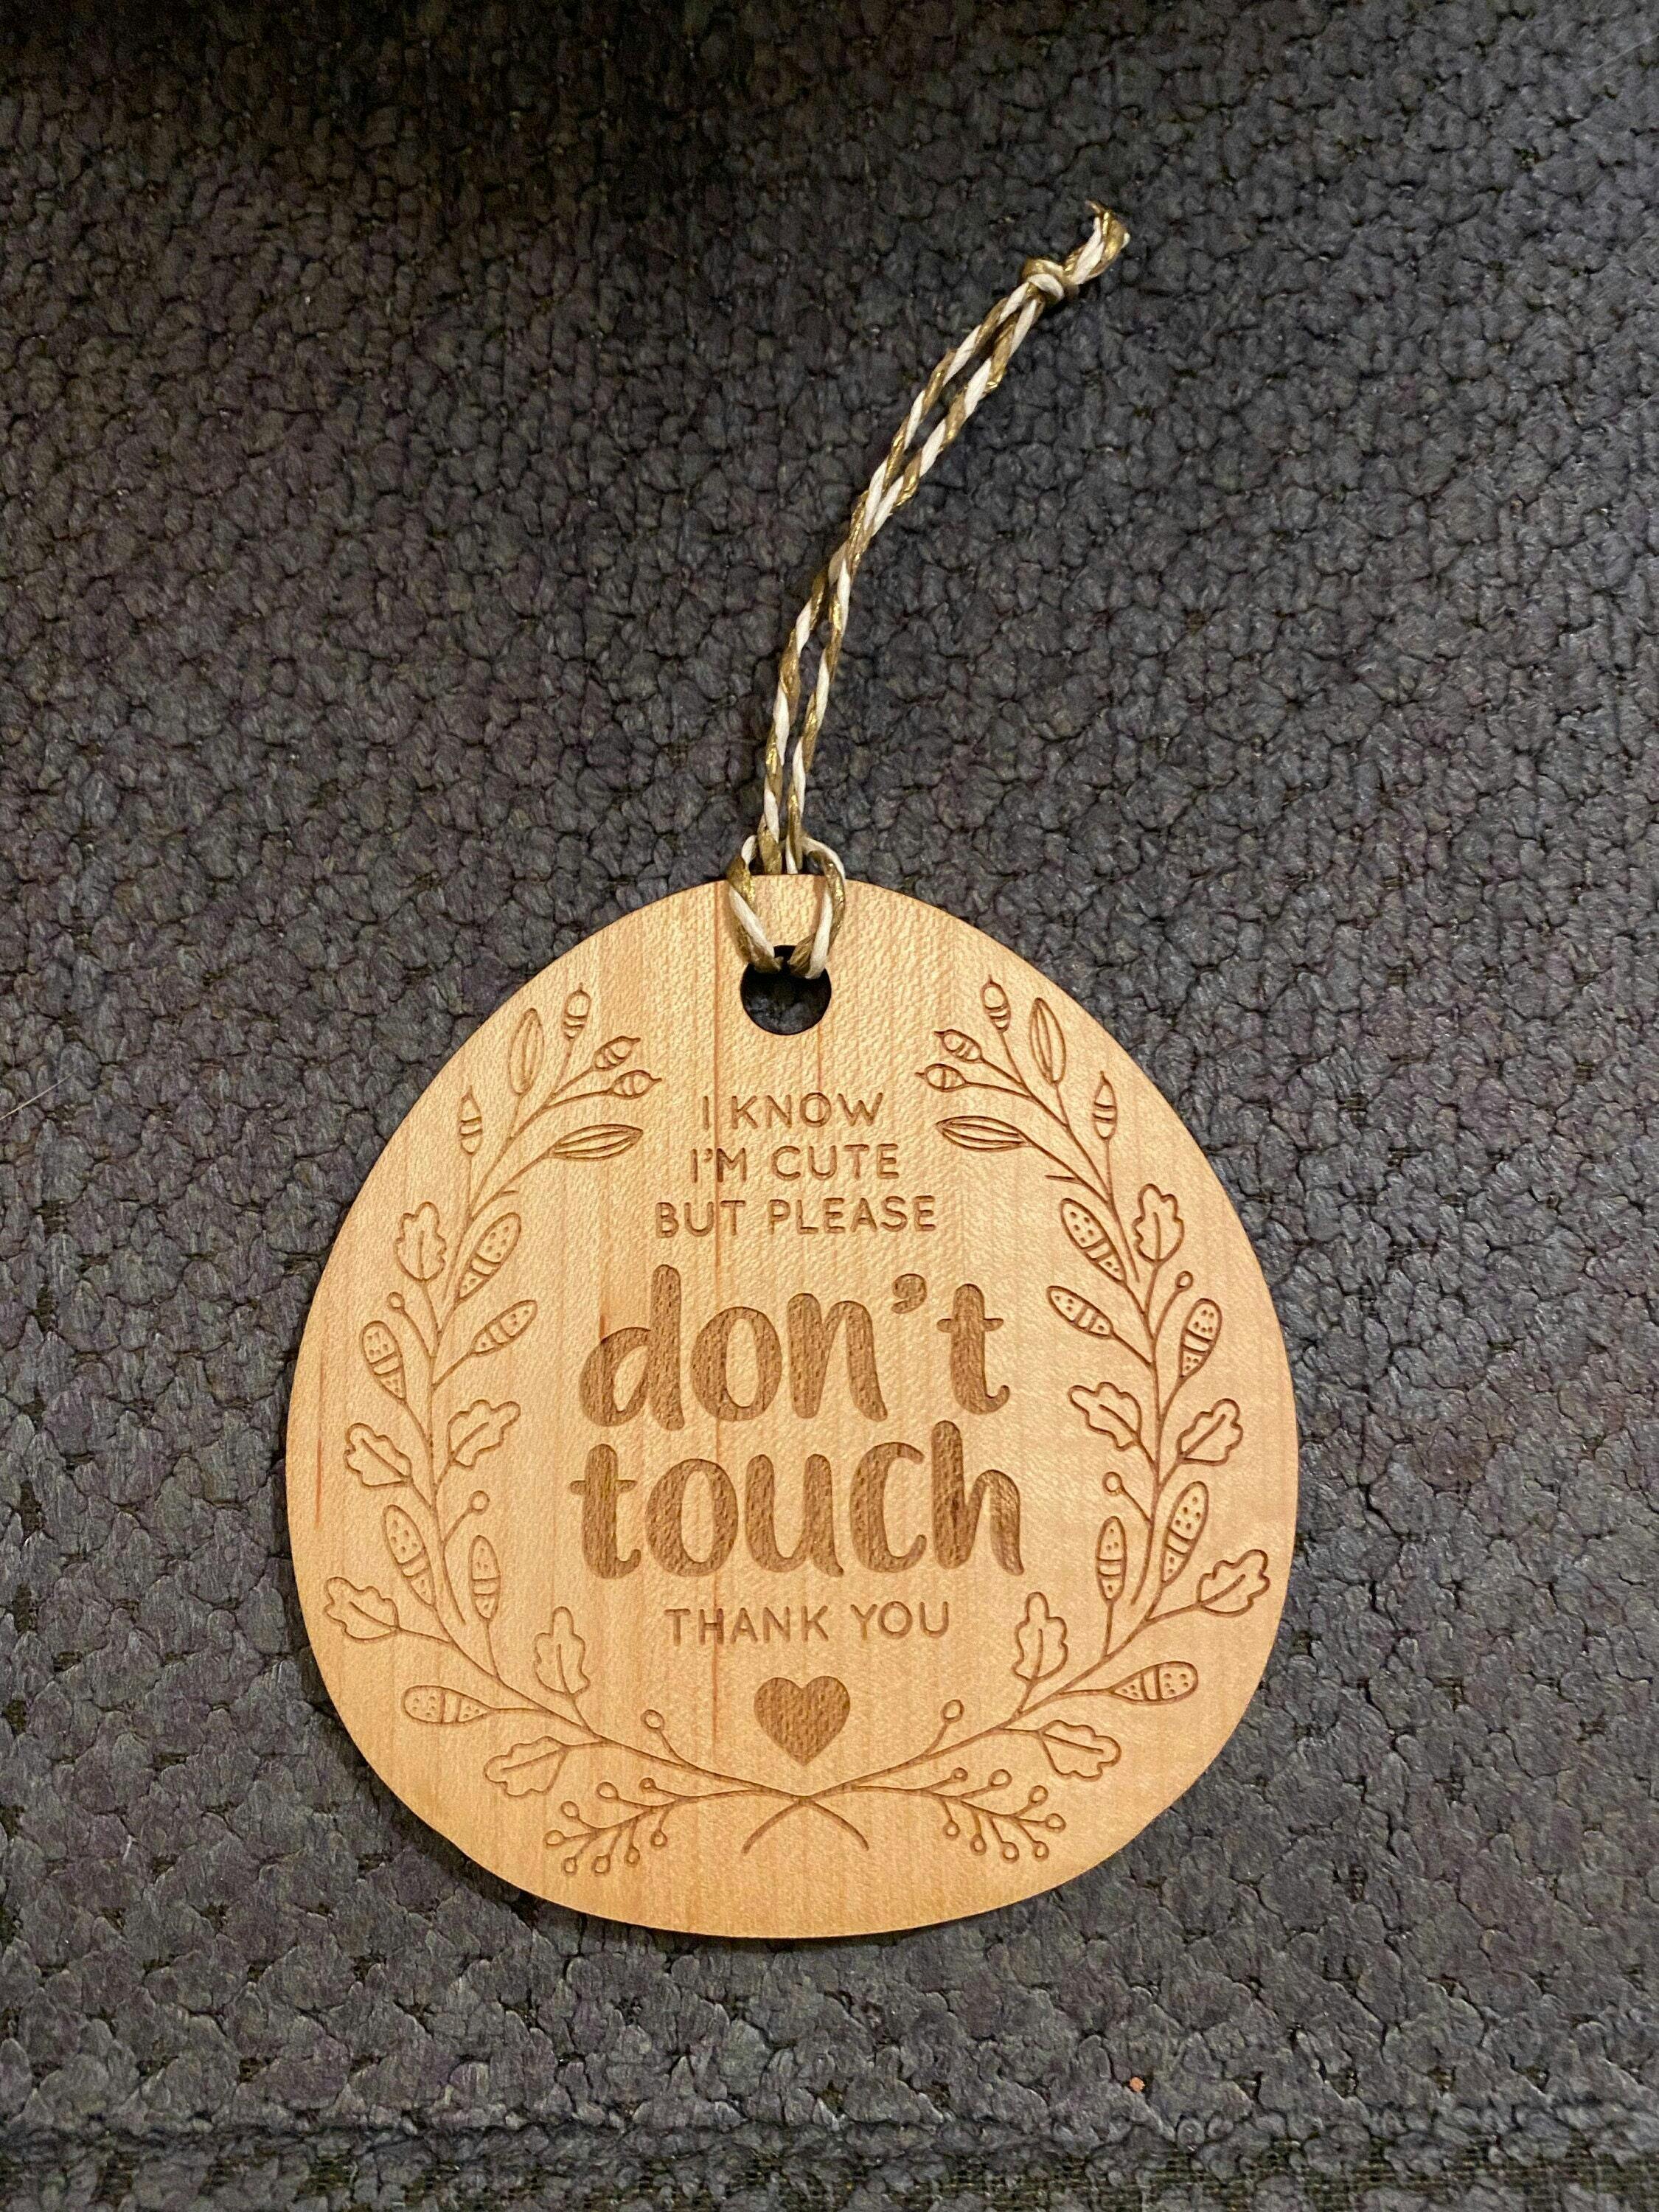 I KNOW
I'M CUTE
BUT PLEASE
don't
touch
THANK YOU